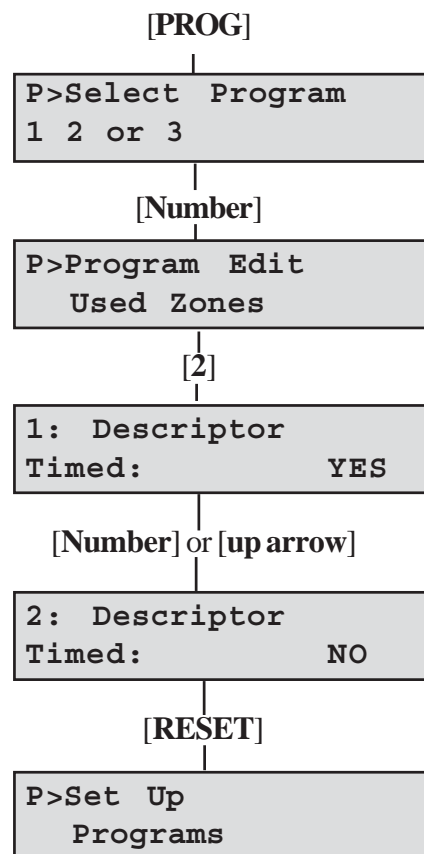 [PROG]
P>Select Program
1 2 or 3
[Number]
P>Program Edit
Used Zones
[2]
1: Descriptor
Timed: YES
[Number] or [up arrow]
2: Descriptor
Timed: NO
[RESET]
P>Set Up
Programs